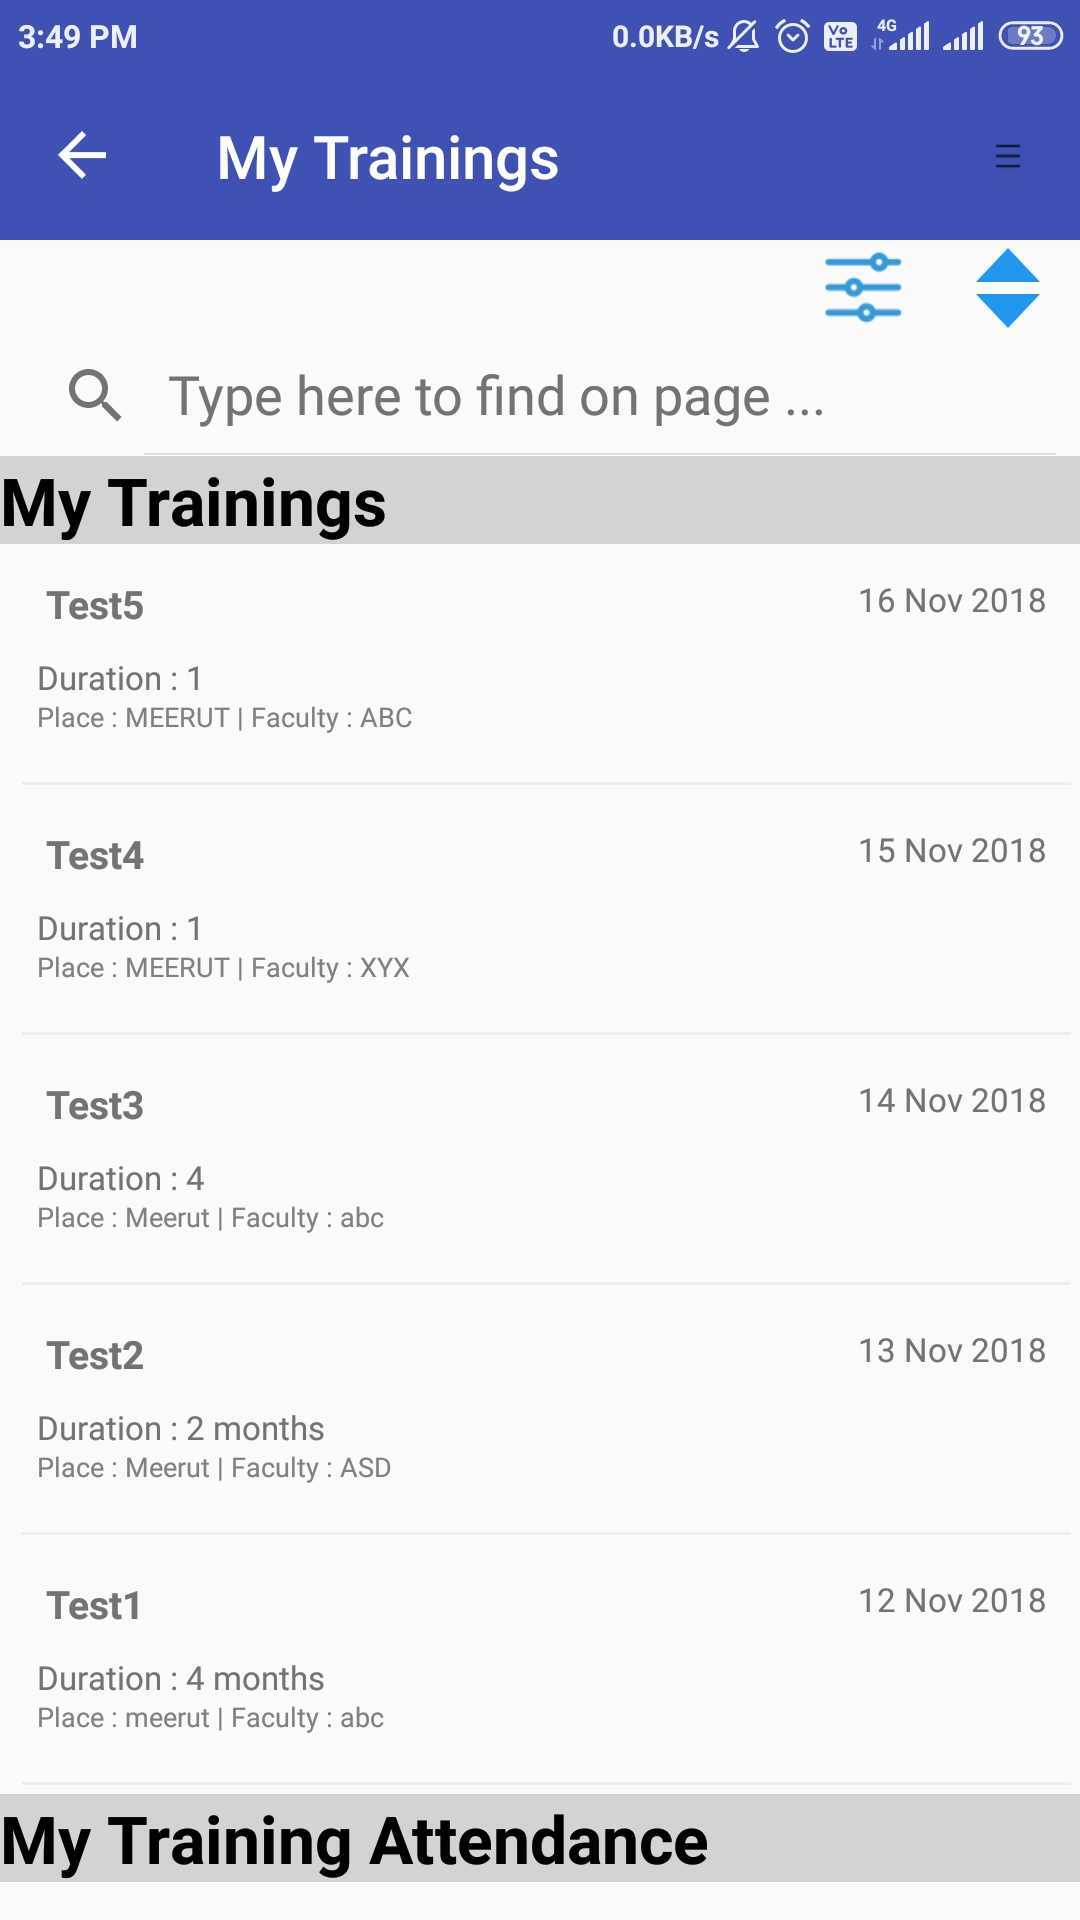 3:49 PM 0.0KB/s Vo LTE 4G 93
My Trainings
Type here to find on page ...
My Trainings
Test5 16 Nov 2018
Duration : 1
Place : MEERUT | Faculty : ABC
Test4 15 Nov 2018
Duration : 1
Place : MEERUT | Faculty : XYX
Test3 14 Nov 2018
Duration : 4
Place : Meerut | Faculty : abc
Test2 13 Nov 2018
Duration : 2 months
Place : Meerut | Faculty : ASD
Test1 12 Nov 2018
Duration : 4 months
Place : meerut | Faculty : abc
My Training Attendance